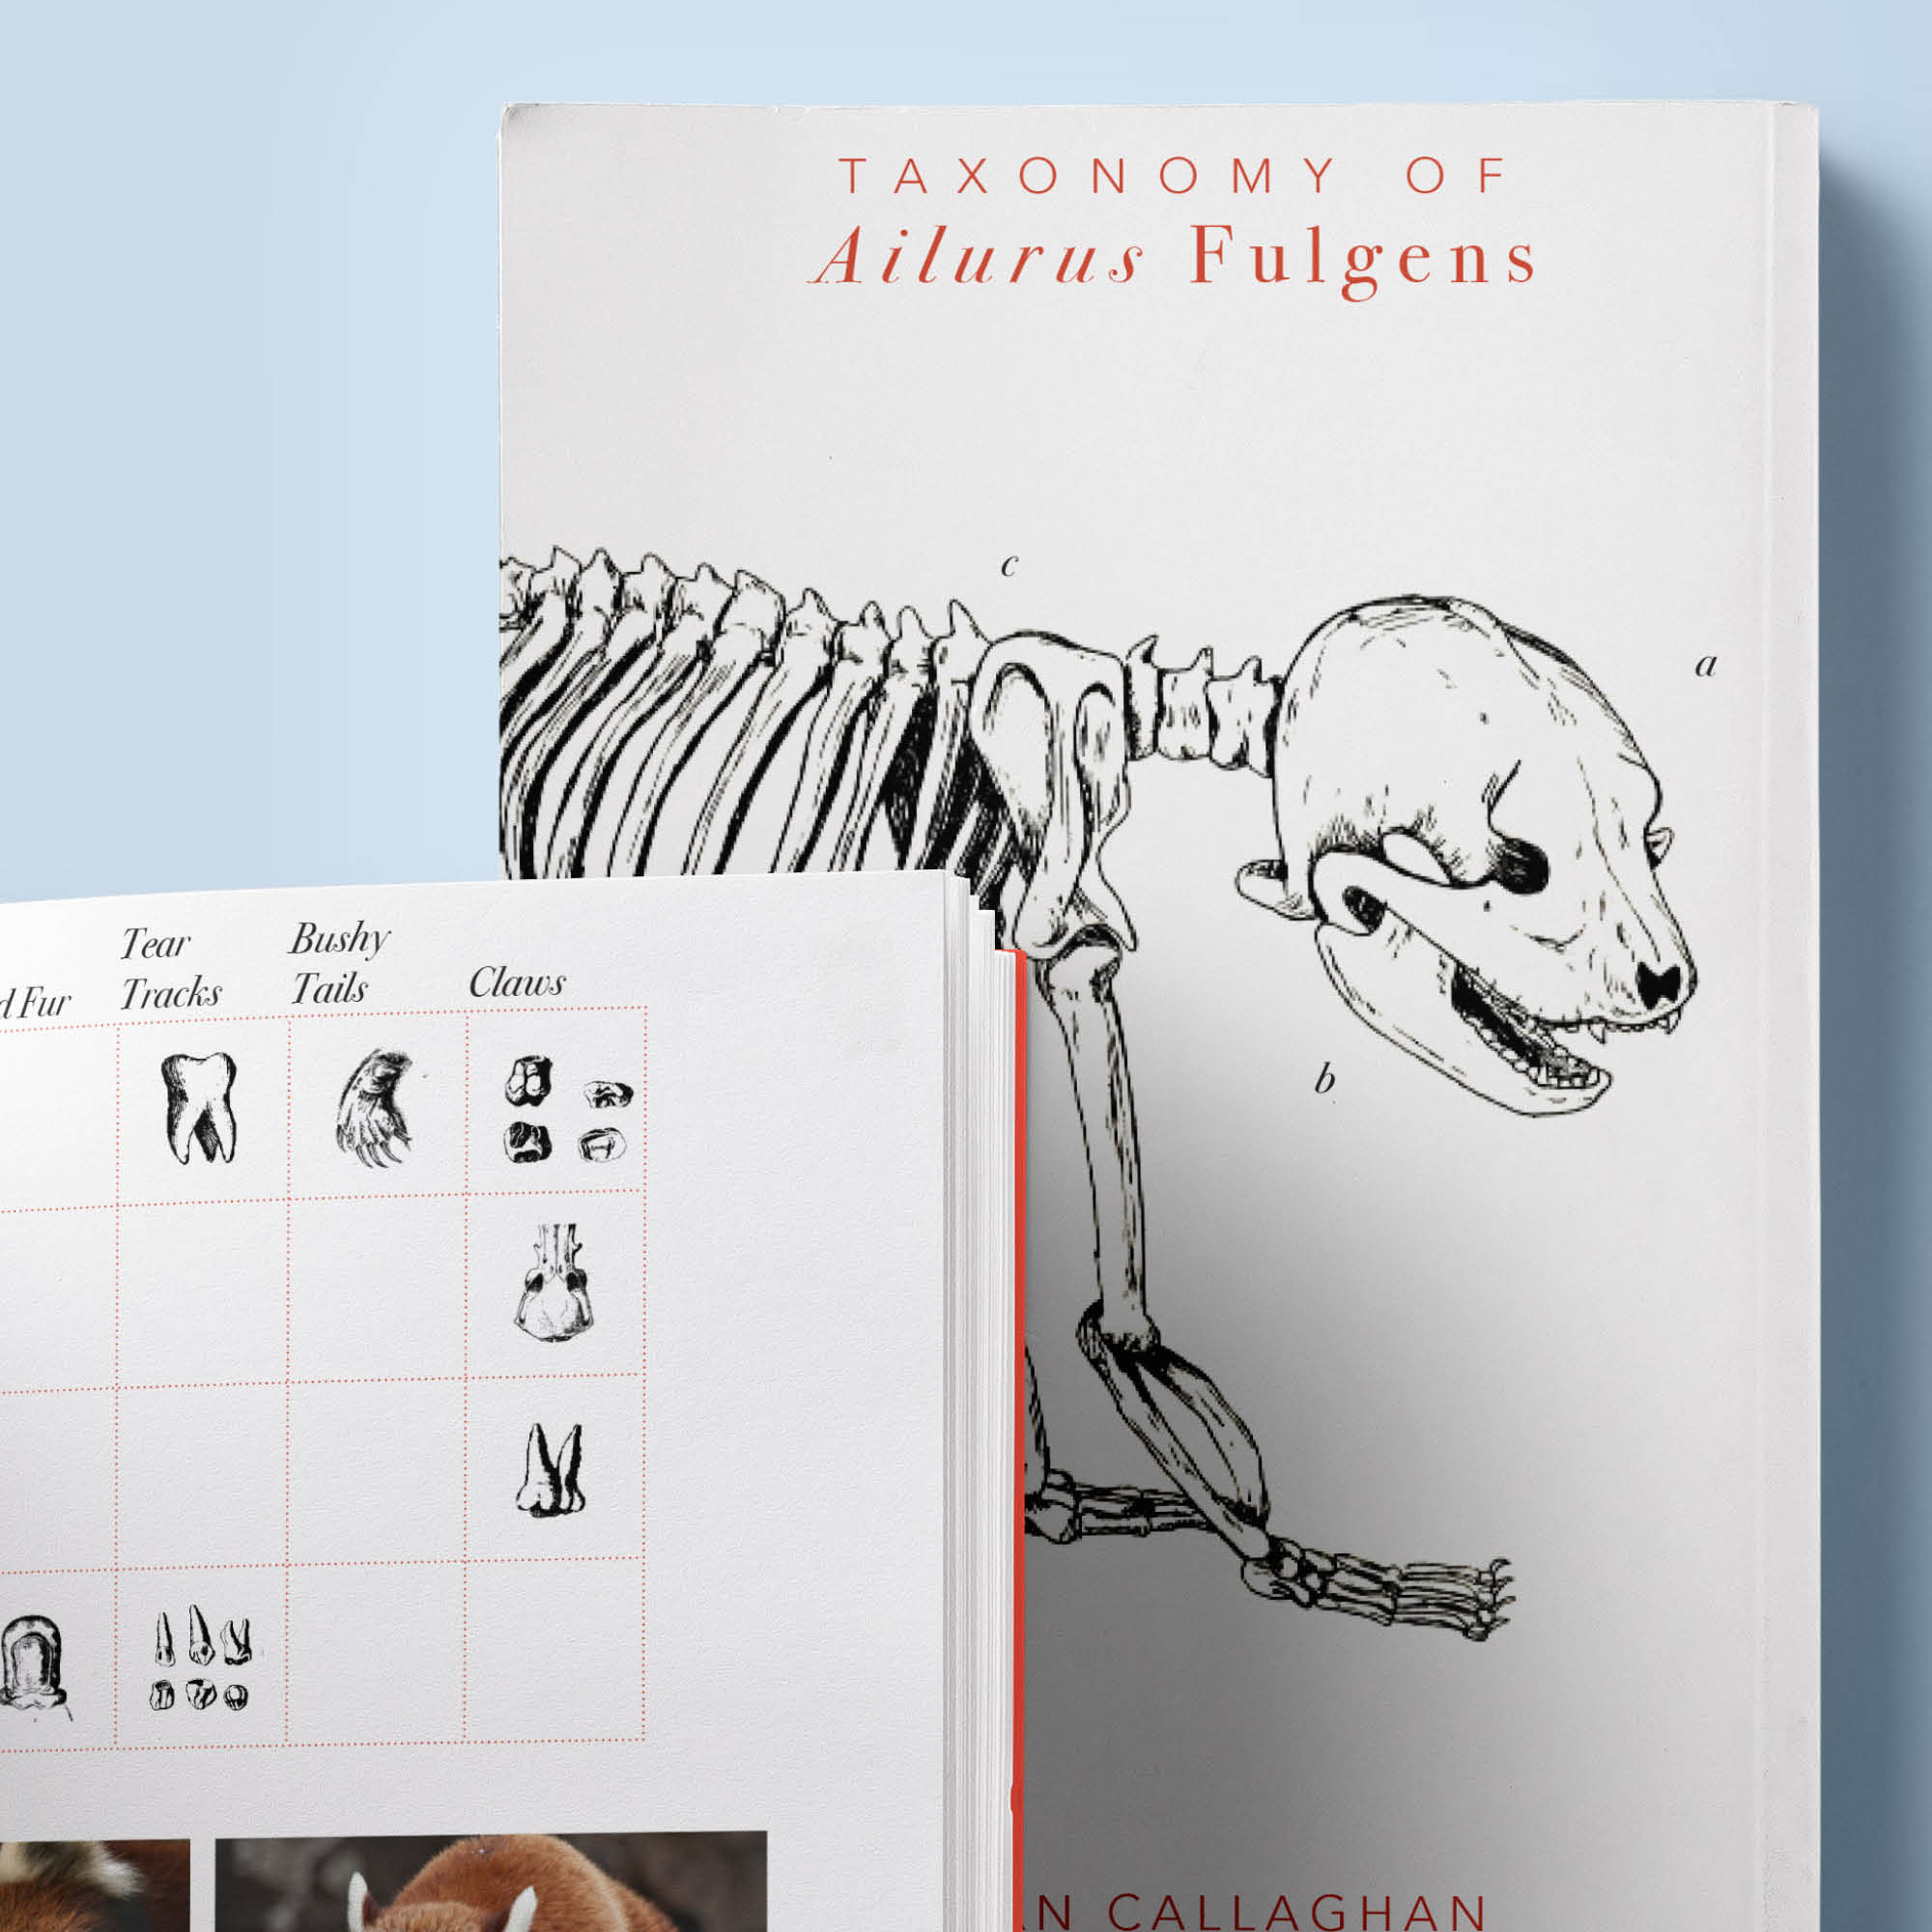 TAXONOMY OF
Ailurus Fulgens
c
a
b
Fur
Tear
Tracks
Bushy
Tails
Claws
CALLAGHAN